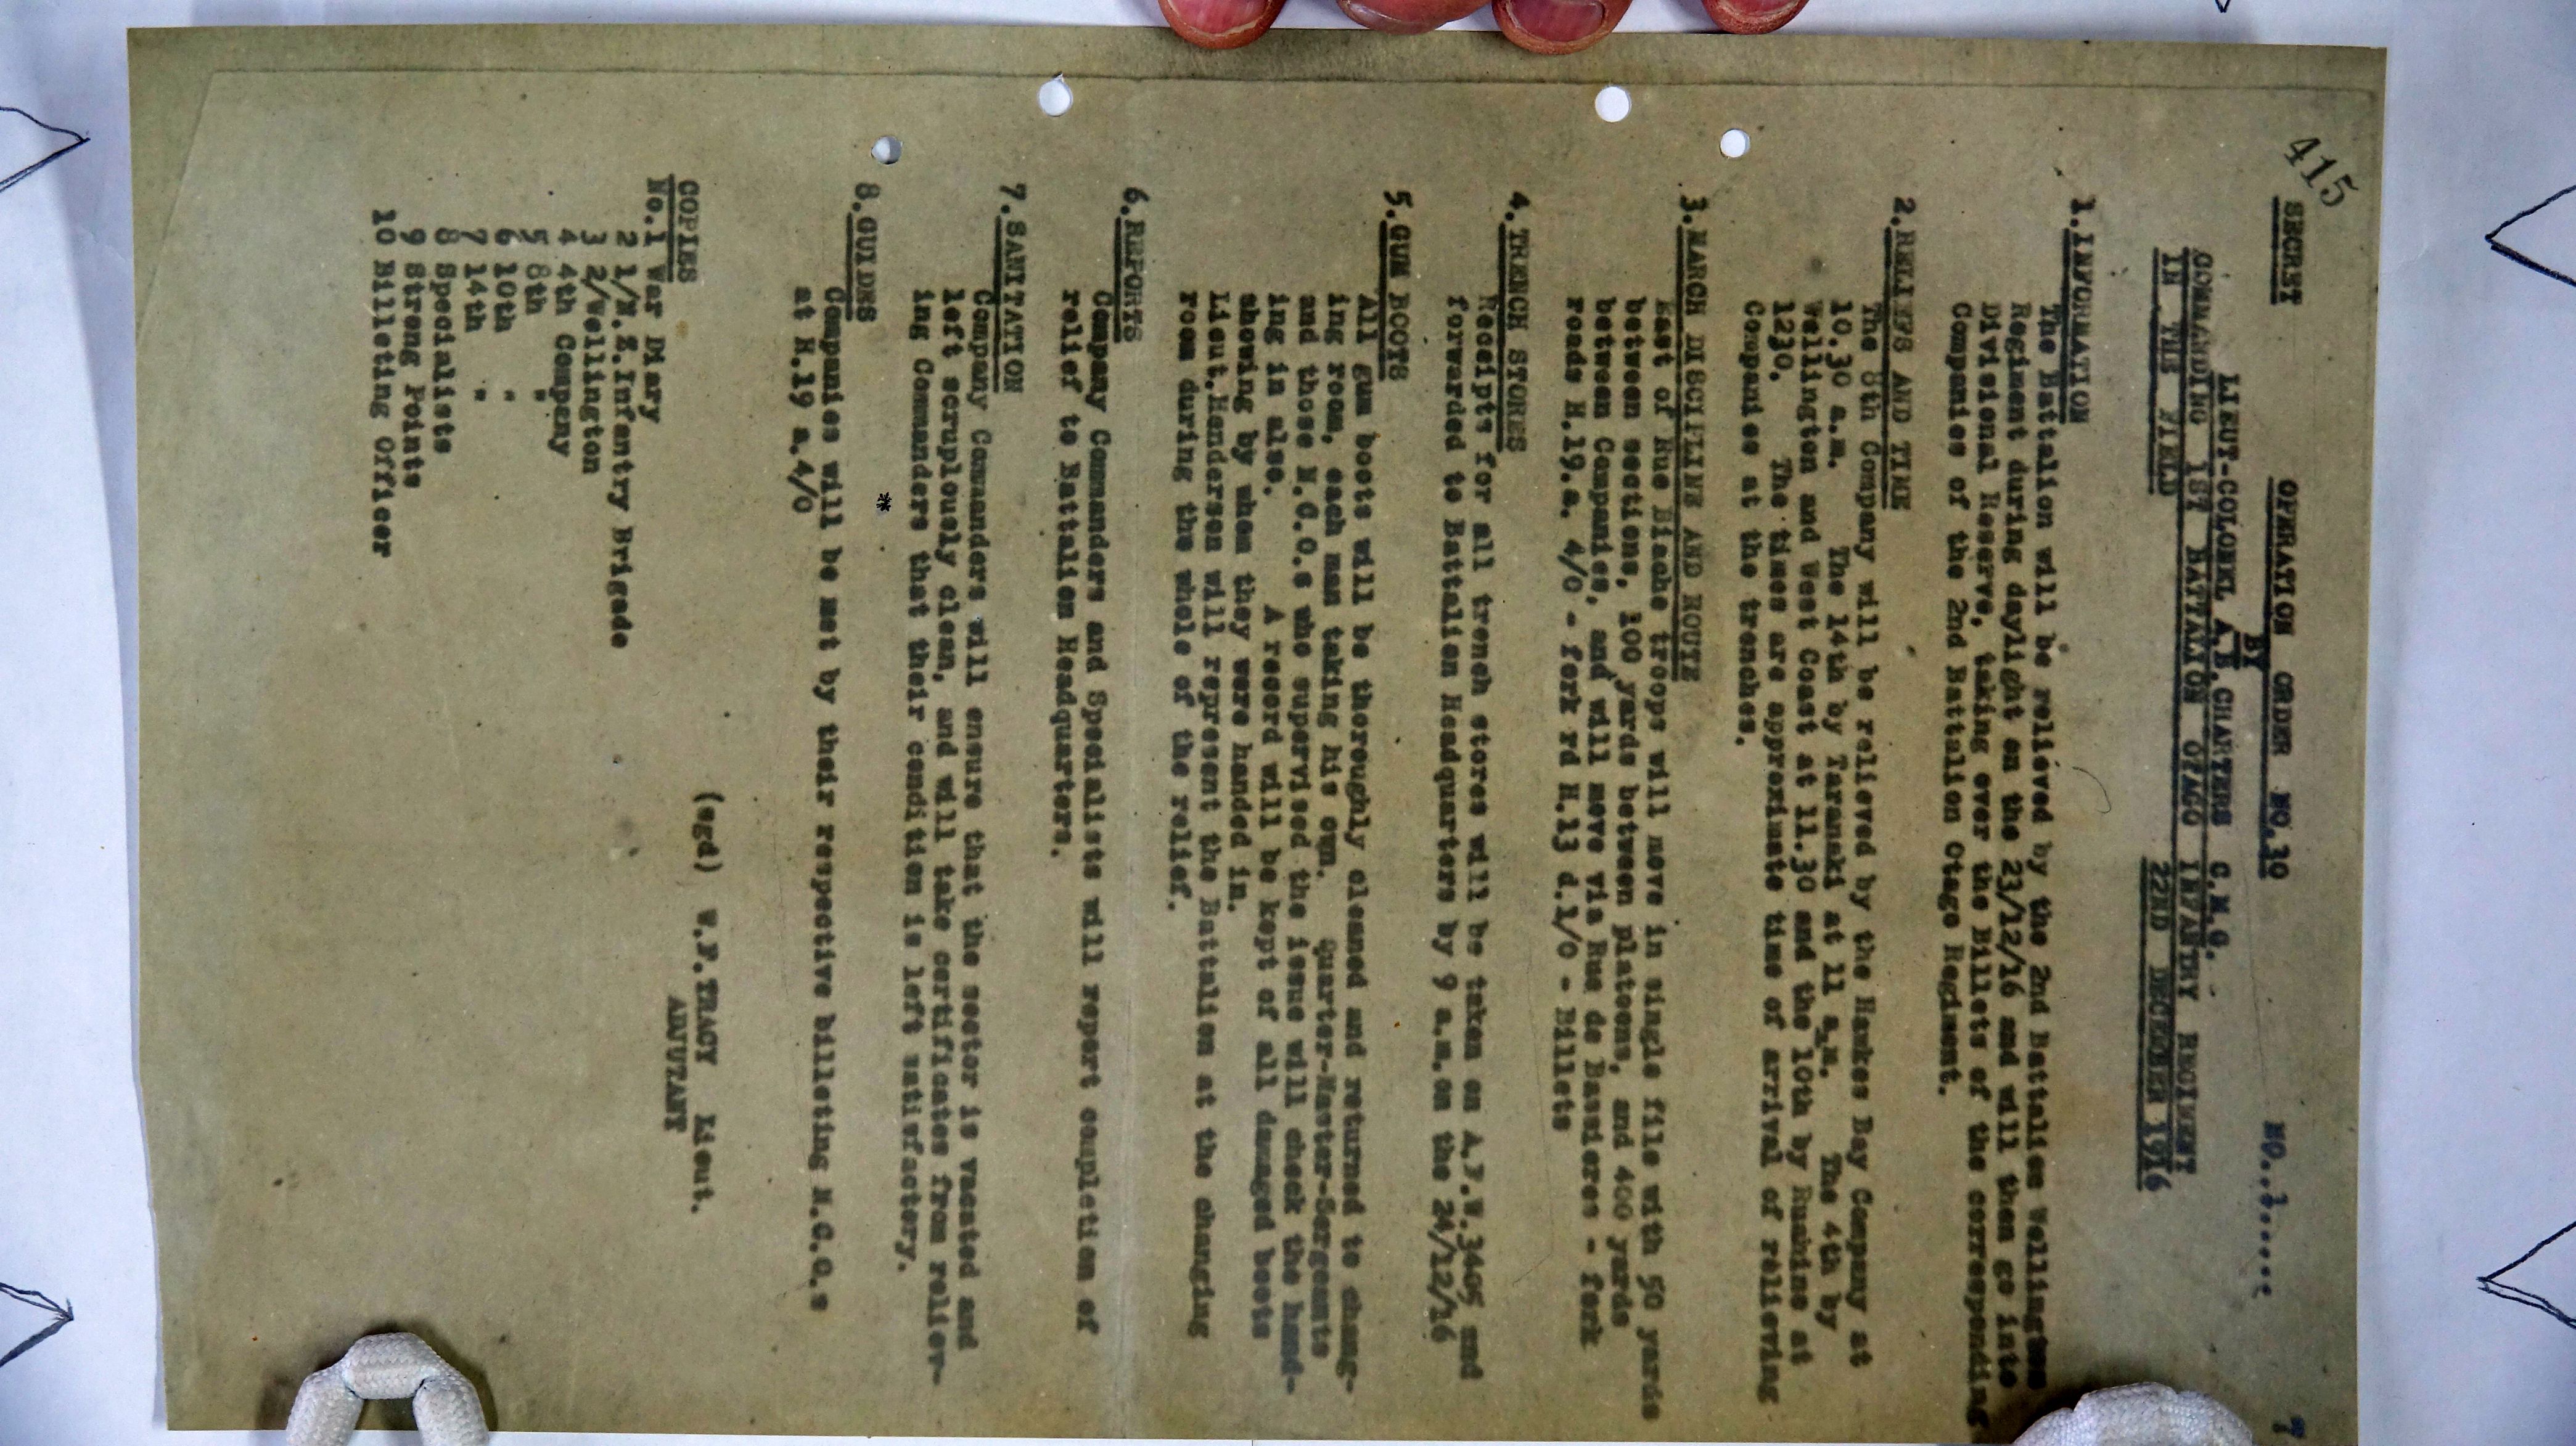 415
SECRET OPERATION ORDER NO.10 NO..1......
BY
LIEUT-COLONEL A.B.CHARTERS C.M.G.
COMMANDING 1ST BATTALION OTAGO INFANTRY REGIMENT
IN THE FIELD 22ND DECEMBER 1916
1.INFORMATION
The Battalion will be relieved by the 2nd Battalion Wellington
Regiment during daylight on the 23/12/16 and will then go into
Divisional Reserve, taking over the Billets of the corresponding
Companies of the 2nd Battalion Otago Regiment.
2.RELIEFS AND TIME
The 8th Company will be relieved by the Hawkes Bay Company at
10.30 a.m. The 14th by Taranaki at 11 a.m. The 4th by
Wellington and West Coast at 11.30 and the 10th by Ruahine at
1230. The times are approximate time of arrival of relieving
Companies at the trenches.
3.MARCH DISCIPLINE AND ROUTE
East of Rue Biache troops will move in single file with 50 yards
between sections, 100 yards between platoons, and 400 yards
between Companies, and will move via Rue de Bassieres - fork
roads H.19.a. 4/0 - fork rd H.13 d.1/0 - Billets
4. TRENCH STORES
Receipts for all trench stores will be taken on A.F.W.3405 and
forwarded to Battalion Headquarters by 9 a.m.on the 24/12/16
5.GUM BOOTS
All gum boots will be thoroughly cleaned and returned to chang-
ing room, each man taking his own. Quarter-Master-Sergeants
and those N.C.O.s who supervised the issue will check the hand-
ing in also. A record will be kept of all damaged boots
showing by whom they were handed in.
Lieut.Henderson will represent the Battalion at the changing
room during the whole of the relief.
6.REPORTS
Company Commanders and Specialists will report completion of
relief to Battalion Headquarters.
7.SANITATION
Company Commanders will ensure that the sector is vacated and
left scruplously clean, and will take certificates from reliev-
ing Commanders that their condition is left satisfactory.
8.GUIDES *
Companies will be met by their respective billeting N.C.O.s
at H.19 a.4/0
(sgd) W.F.TRACY Lieut.
ADJUTANT
COPIES
No.1 War Diary
2 1/N.Z.Infantry Brigade
3 2/Wellington
4 4th Company
5 8th "
6 10th "
7 14th "
8 Specialists
9 Strong Points
10 Billeting Officer